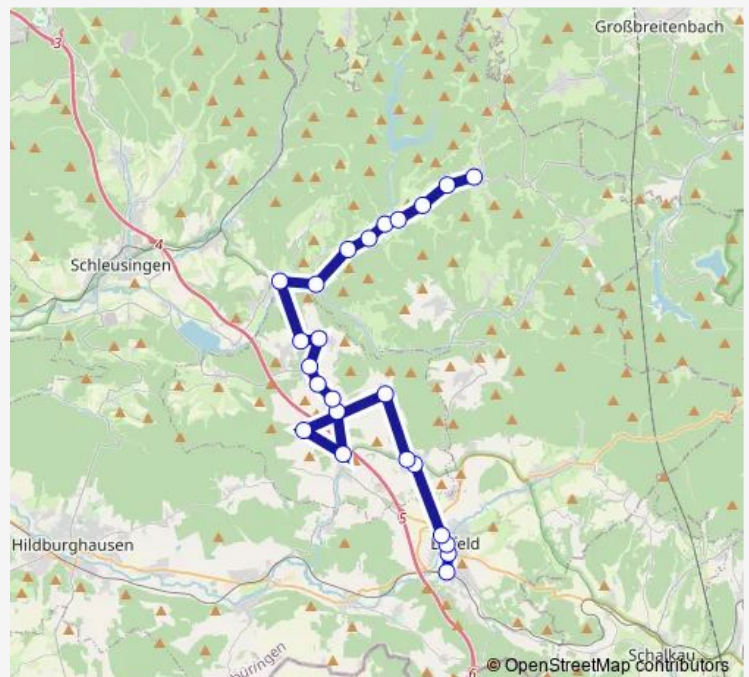 Großbreitenbach
3
4
Schleusingen
5
Hildburghausen
Schalkau
6
© OpenStreetMap contributors